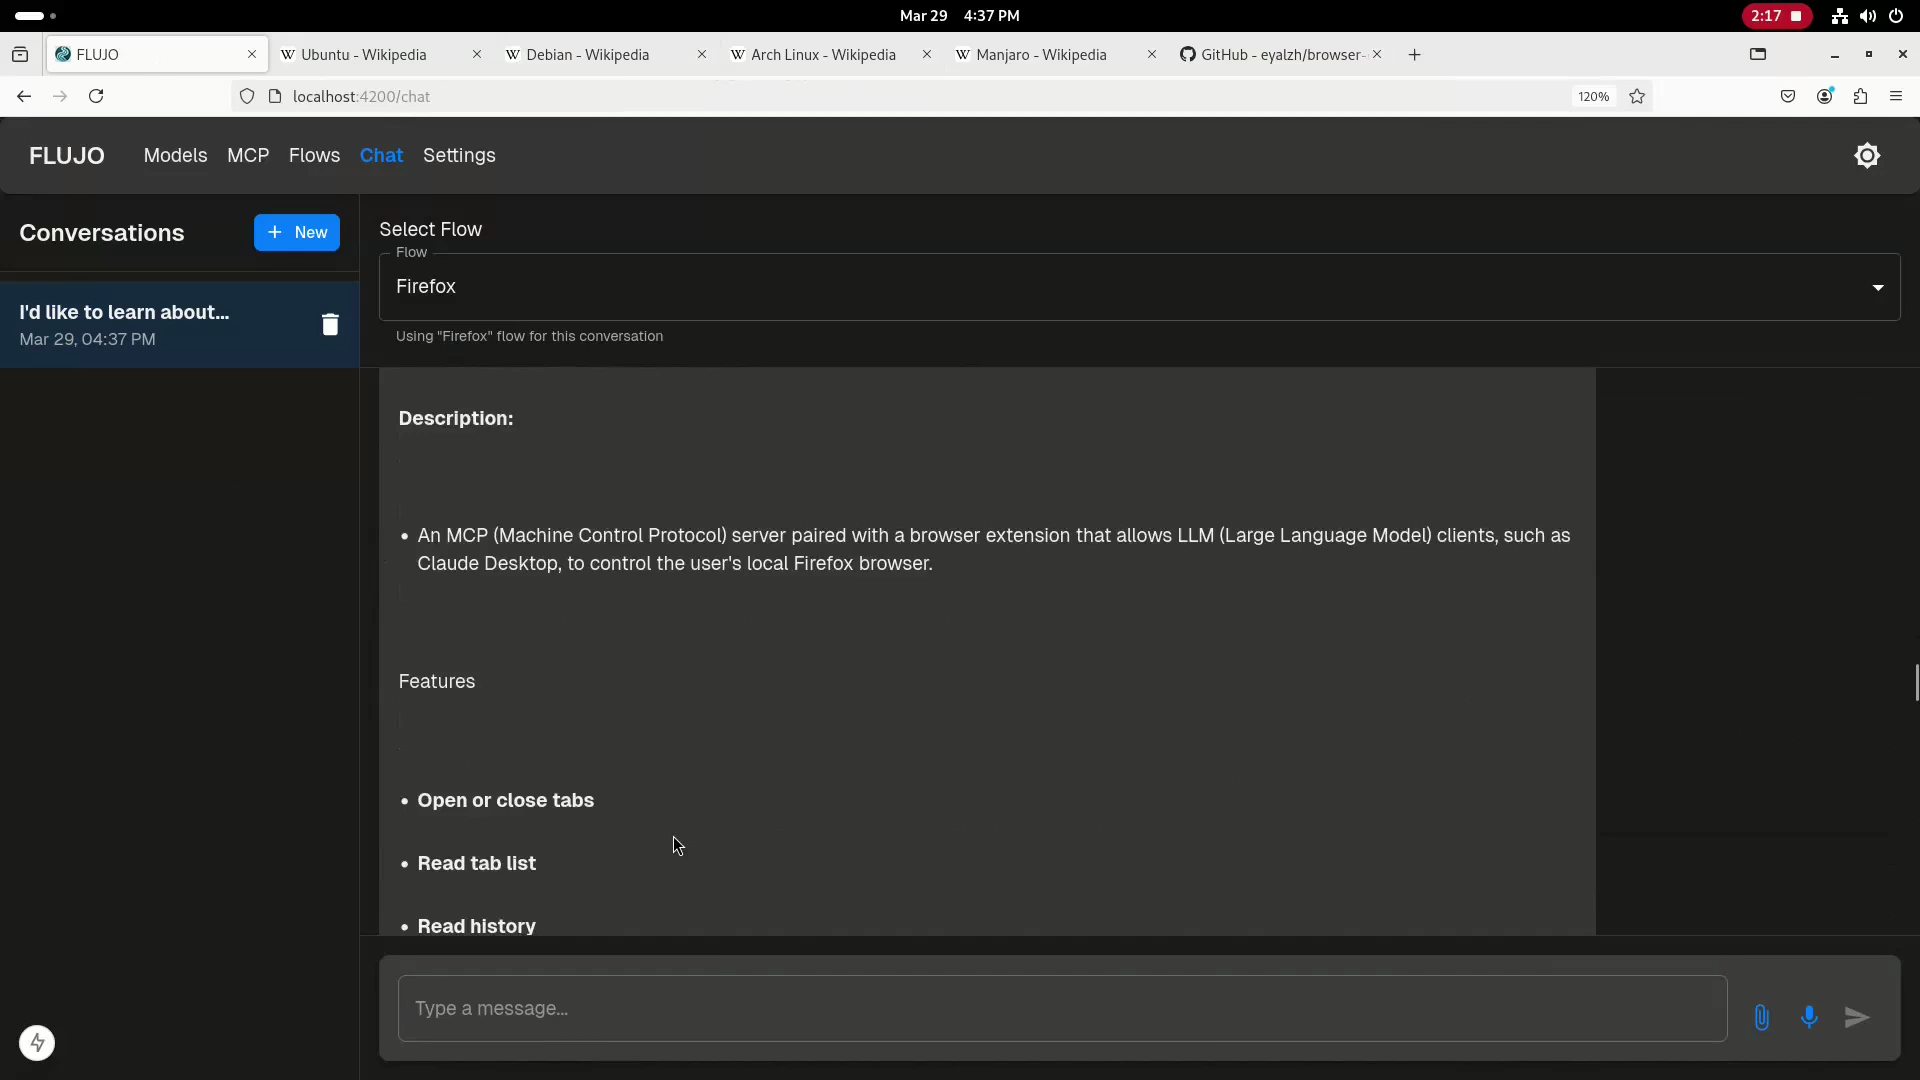 Mar 29 4:37 PM
2:17
FLUJO
Ubuntu - Wikipedia
Debian - Wikipedia
Arch Linux - Wikipedia
Manjaro - Wikipedia
GitHub - eyalzh/browser-
localhost:4200/chat
120%
FLUJO
Models
MCP
Flows
Chat
Settings
Conversations
+ New
I'd like to learn about...
Mar 29, 04:37 PM
Select Flow
Flow
Firefox
Using "Firefox" flow for this conversation
Description:
• An MCP (Machine Control Protocol) server paired with a browser extension that allows LLM (Large Language Model) clients, such as
Claude Desktop, to control the user's local Firefox browser.
Features
• Open or close tabs
• Read tab list
• Read history
Type a message...